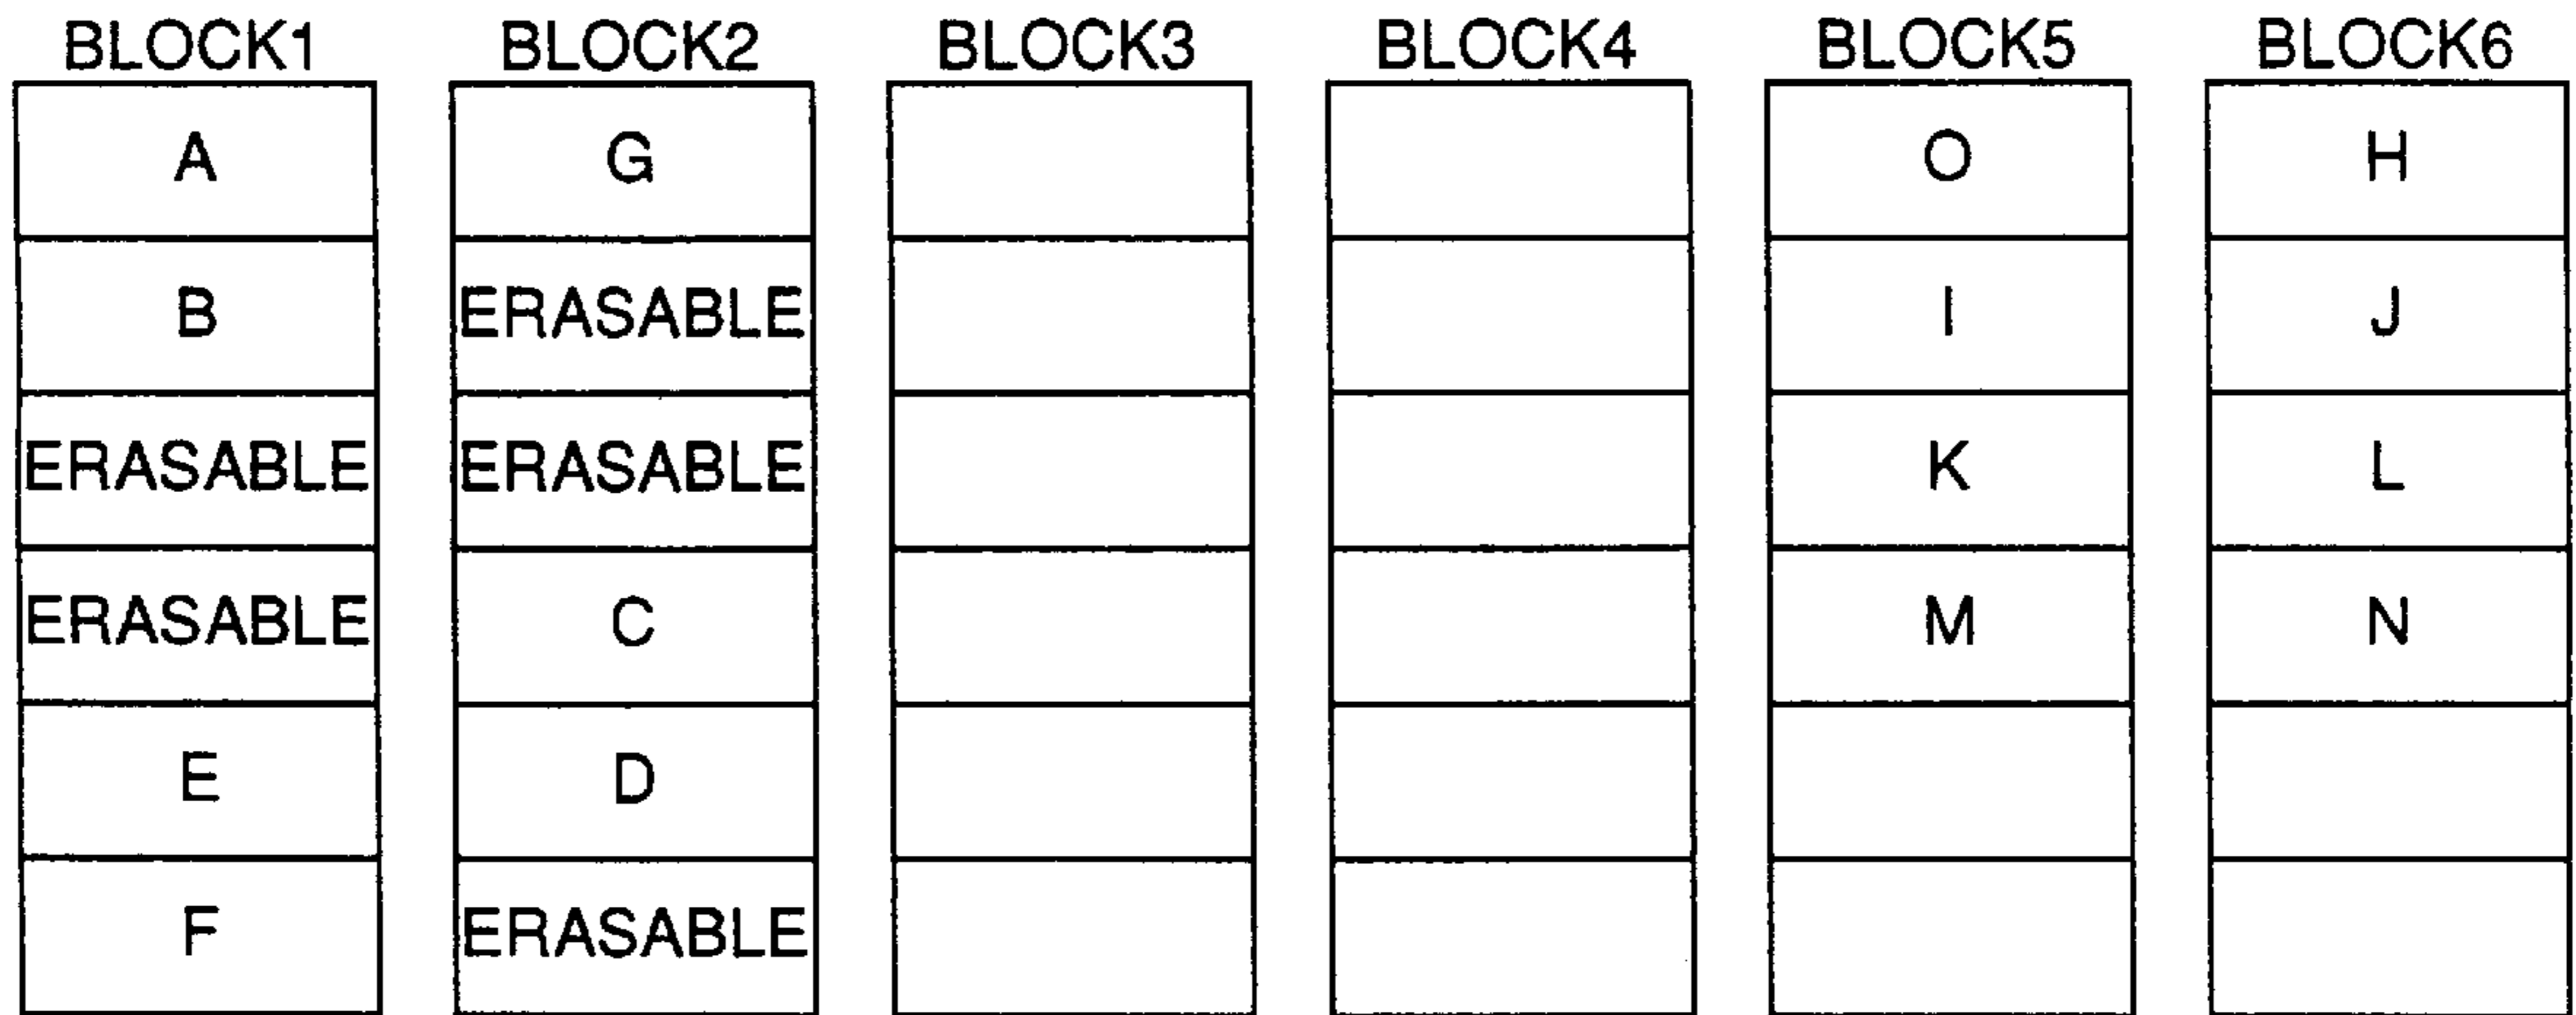 BLOCK1 BLOCK2 BLOCK3 BLOCK4 BLOCK5 BLOCK6
A G O H
B ERASABLE I J
ERASABLE ERASABLE K L
ERASABLE C M N
E D
F ERASABLE